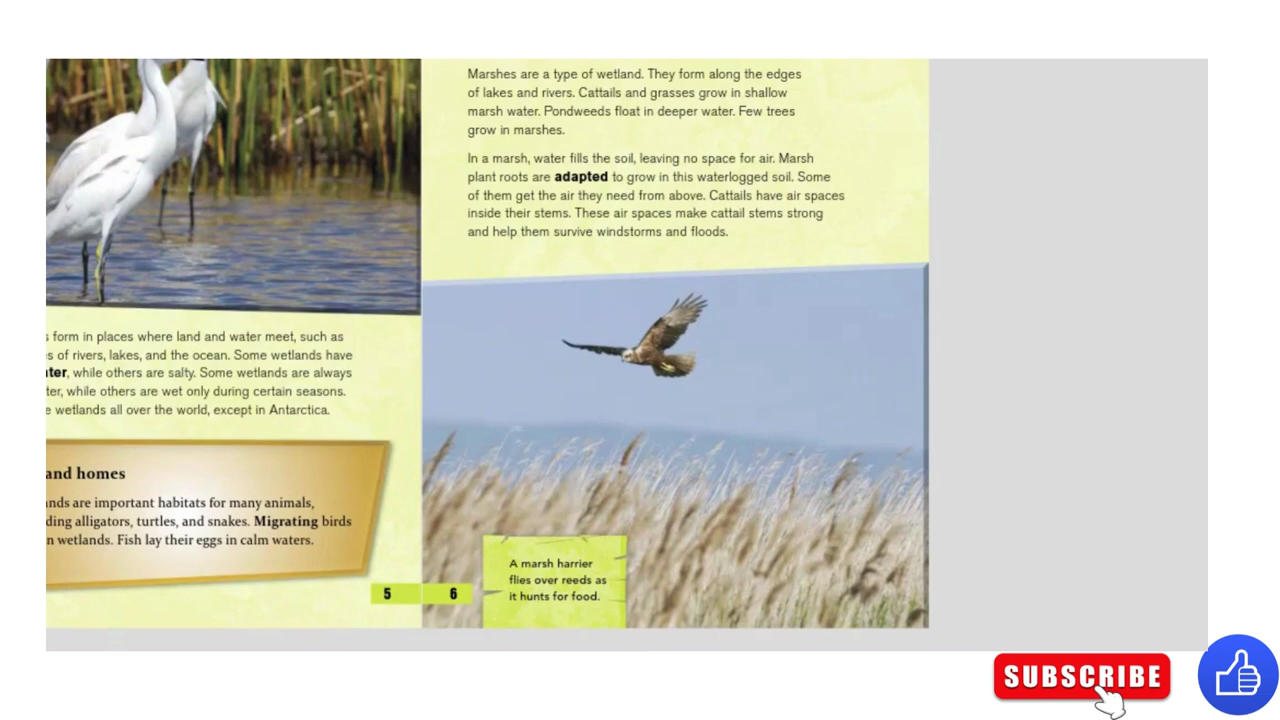 form in places where land and water meet, such as
of rivers, lakes, and the ocean. Some wetlands have
, while others are salty. Some wetlands are always
, while others are wet only during certain seasons.
wetlands all over the world, except in Antarctica.
and homes
are important habitats for many animals,
alligators, turtles, and snakes. Migrating birds
wetlands. Fish lay their eggs in calm waters.
5
Marshes are a type of wetland. They form along the edges
of lakes and rivers. Cattails and grasses grow in shallow
marsh water. Pondweeds float in deeper water. Few trees
grow in marshes.
In a marsh, water fills the soil, leaving no space for air. Marsh
plant roots are adapted to grow in this waterlogged soil. Some
of them get the air they need from above. Cattails have air spaces
inside their stems. These air spaces make cattail stems strong
and help them survive windstorms and floods.
A marsh harrier
flies over reeds as
it hunts for food.
6
SUBSCRIBE